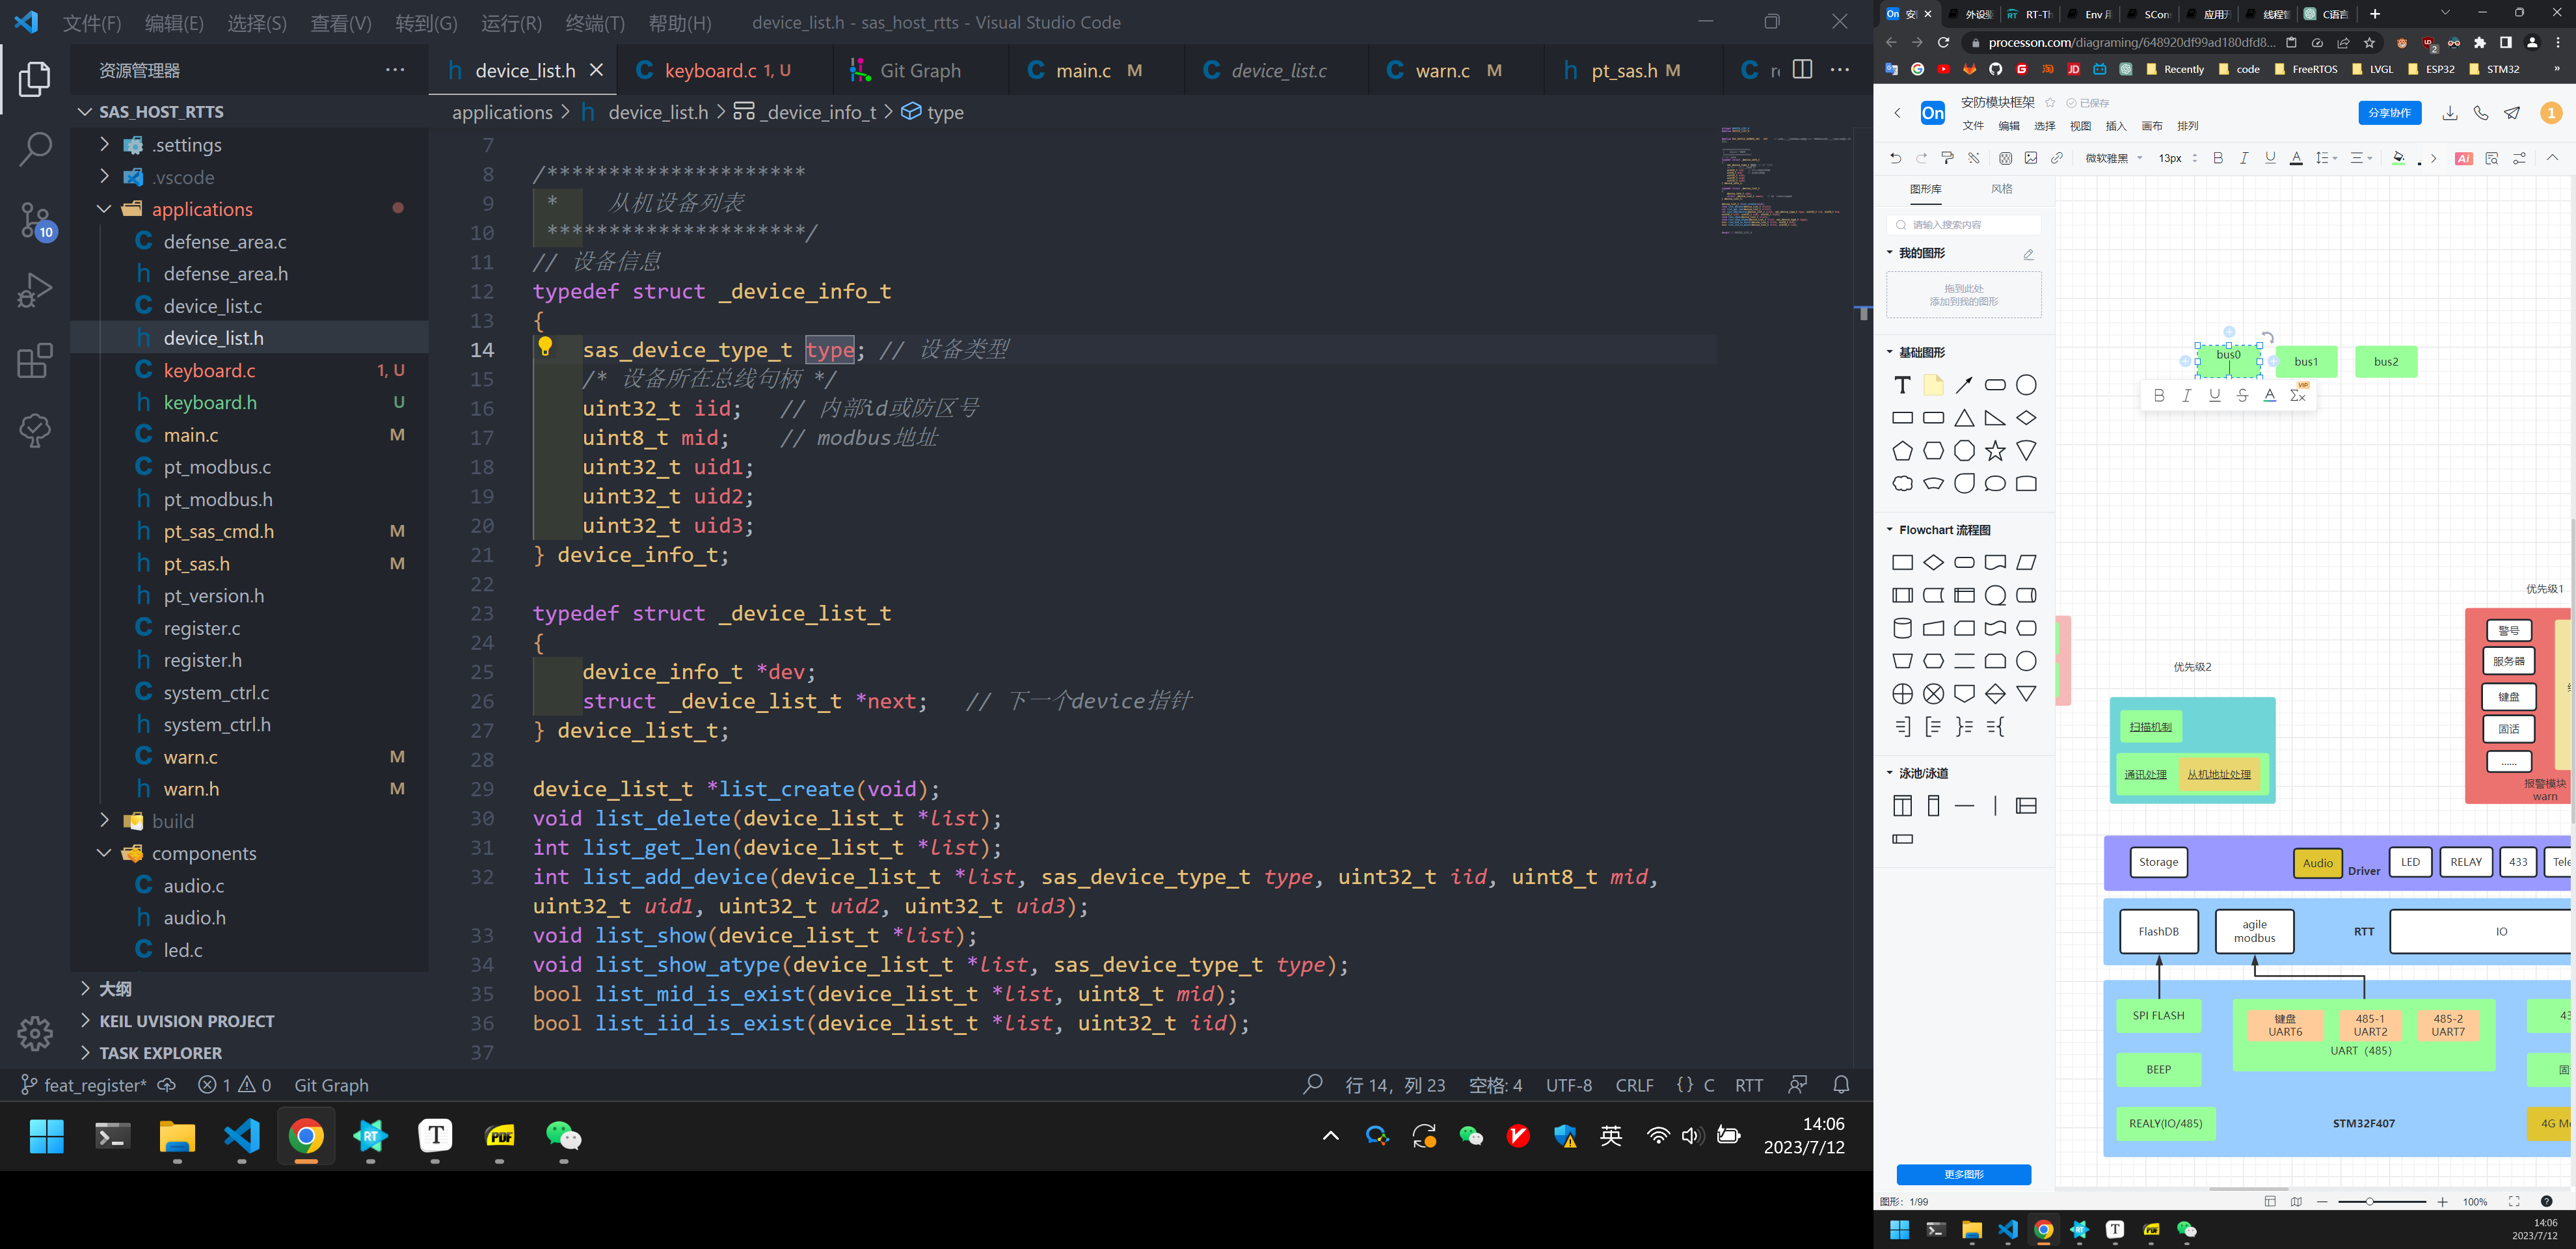 文件(F) 编辑(E) 选择(S) 查看(V) 转到(G) 运行(R) 终端(T) 帮助(H) device_list.h - sas_host_rtts - Visual Studio Code
资源管理器
SAS_HOST_RTTS
.settings
.vscode
applications
defense_area.c
defense_area.h
device_list.c
device_list.h
keyboard.c 1, U
keyboard.h U
main.c M
pt_modbus.c
pt_modbus.h
pt_sas_cmd.h M
pt_sas.h M
pt_version.h
register.c
register.h
system_ctrl.c
system_ctrl.h
warn.c M
warn.h M
build
components
audio.c
audio.h
led.c
大纲
KEIL UVISION PROJECT
TASK EXPLORER
10
device_list.h keyboard.c 1, U Git Graph main.c M device_list.c warn.c M pt_sas.h M
applications > device_list.h > _device_info_t > type
7
8 /*********************
9 * 从机设备列表
10 *********************/
11 // 设备信息
12 typedef struct _device_info_t
13 {
14 sas_device_type_t type; // 设备类型
15 /* 设备所在总线句柄 */
16 uint32_t iid; // 内部id或防区号
17 uint8_t mid; // modbus地址
18 uint32_t uid1;
19 uint32_t uid2;
20 uint32_t uid3;
21 } device_info_t;
22
23 typedef struct _device_list_t
24 {
25 device_info_t *dev;
26 struct _device_list_t *next; // 下一个device指针
27 } device_list_t;
28
29 device_list_t *list_create(void);
30 void list_delete(device_list_t *list);
31 int list_get_len(device_list_t *list);
32 int list_add_device(device_list_t *list, sas_device_type_t type, uint32_t iid, uint8_t mid,
uint32_t uid1, uint32_t uid2, uint32_t uid3);
33 void list_show(device_list_t *list);
34 void list_show_atype(device_list_t *list, sas_device_type_t type);
35 bool list_mid_is_exist(device_list_t *list, uint8_t mid);
36 bool list_iid_is_exist(device_list_t *list, uint32_t iid);
37
feat_register* 1 0 Git Graph 行 14, 列 23 空格: 4 UTF-8 CRLF {} C RTT
英
14:06
2023/7/12
外设 RT-Th Env 用 SCons 应用开 线程管 C语言
processon.com/diagraming/648920df99ad180dfd8...
Recently code FreeRTOS LVGL ESP32 STM32
On 安防模块框架 已保存
文件 编辑 选择 视图 插入 画布 排列
分享协作
1
微软雅黑 13px B I U A AI
图形库 风格
请输入搜索内容
我的图形
拖到此处
添加到我的图形
基础图形
Flowchart 流程图
泳池/泳道
更多图形
图形: 1/99
bus0 bus1 bus2
B I U S A VIP
优先级1
警号
服务器
键盘
固话
......
报警模块
warn
优先级2
扫描机制
通讯处理 从机地址处理
Storage Audio Driver LED RELAY 433 Tele
FlashDB agile
modbus RTT IO
SPI FLASH
键盘
UART6
485-1
UART2
485-2
UART7
UART (485)
BEEP
REALY(IO/485)
STM32F407
4G M
100%
14:06
2023/7/12